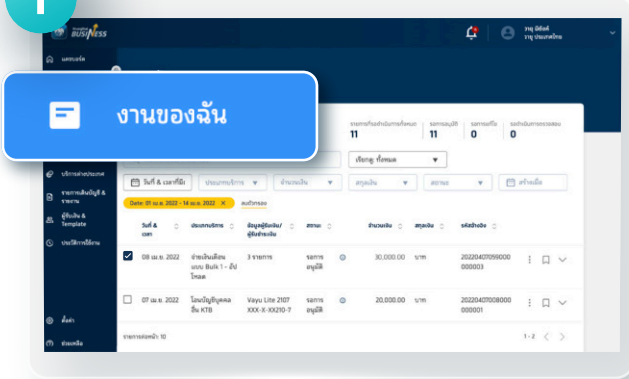 1
BUSINESS
วายุ มียิ่งค์
วายุ ประเทศไทย
แดชบอร์ด
งานของฉัน
รายการที่รอดำเนินการทั้งหมด
11
รออนุมัติ
11
รอการแก้ไข
0
รอดำเนินการตรวจสอบ
0
เรียกดู: ทั้งหมด
บริการต่างประเทศ
วันที่ & เวลาที่มีผ
ประเภทบริการ
จำนวนเงิน
สกุลเงิน
สถานะ
สร้างเมื่อ
รายการเดินบัญชี & รายงาน
Date: 01 เม.ย. 2022 - 14 เม.ย. 2022 ×
ลบตัวกรอง
ผู้รับเงิน & Template
ประวัติการใช้งาน
วันที่ & เวลา
ประเภทบริการ
ข้อมูลผู้รับเงิน/ ผู้รับชำระเงิน
สถานะ
จำนวนเงิน
สกุลเงิน
รหัสอ้างอิง
08 เม.ย. 2022
จ่ายเงินเดือน แบบ Bulk 1 - อัปโหลด
3 รายการ
รอการอนุมัติ
30,000.00
บาท
20220407059000
000003
07 เม.ย. 2022
โอนบัญชีบุคคลอื่น KTB
Vayu Lite 2107
XXX-X-XX210-7
รอการอนุมัติ
20,000.00
บาท
20220407008000
000001
ตั้งค่า
ช่วยเหลือ
รายการต่อหน้า 10
1 - 2